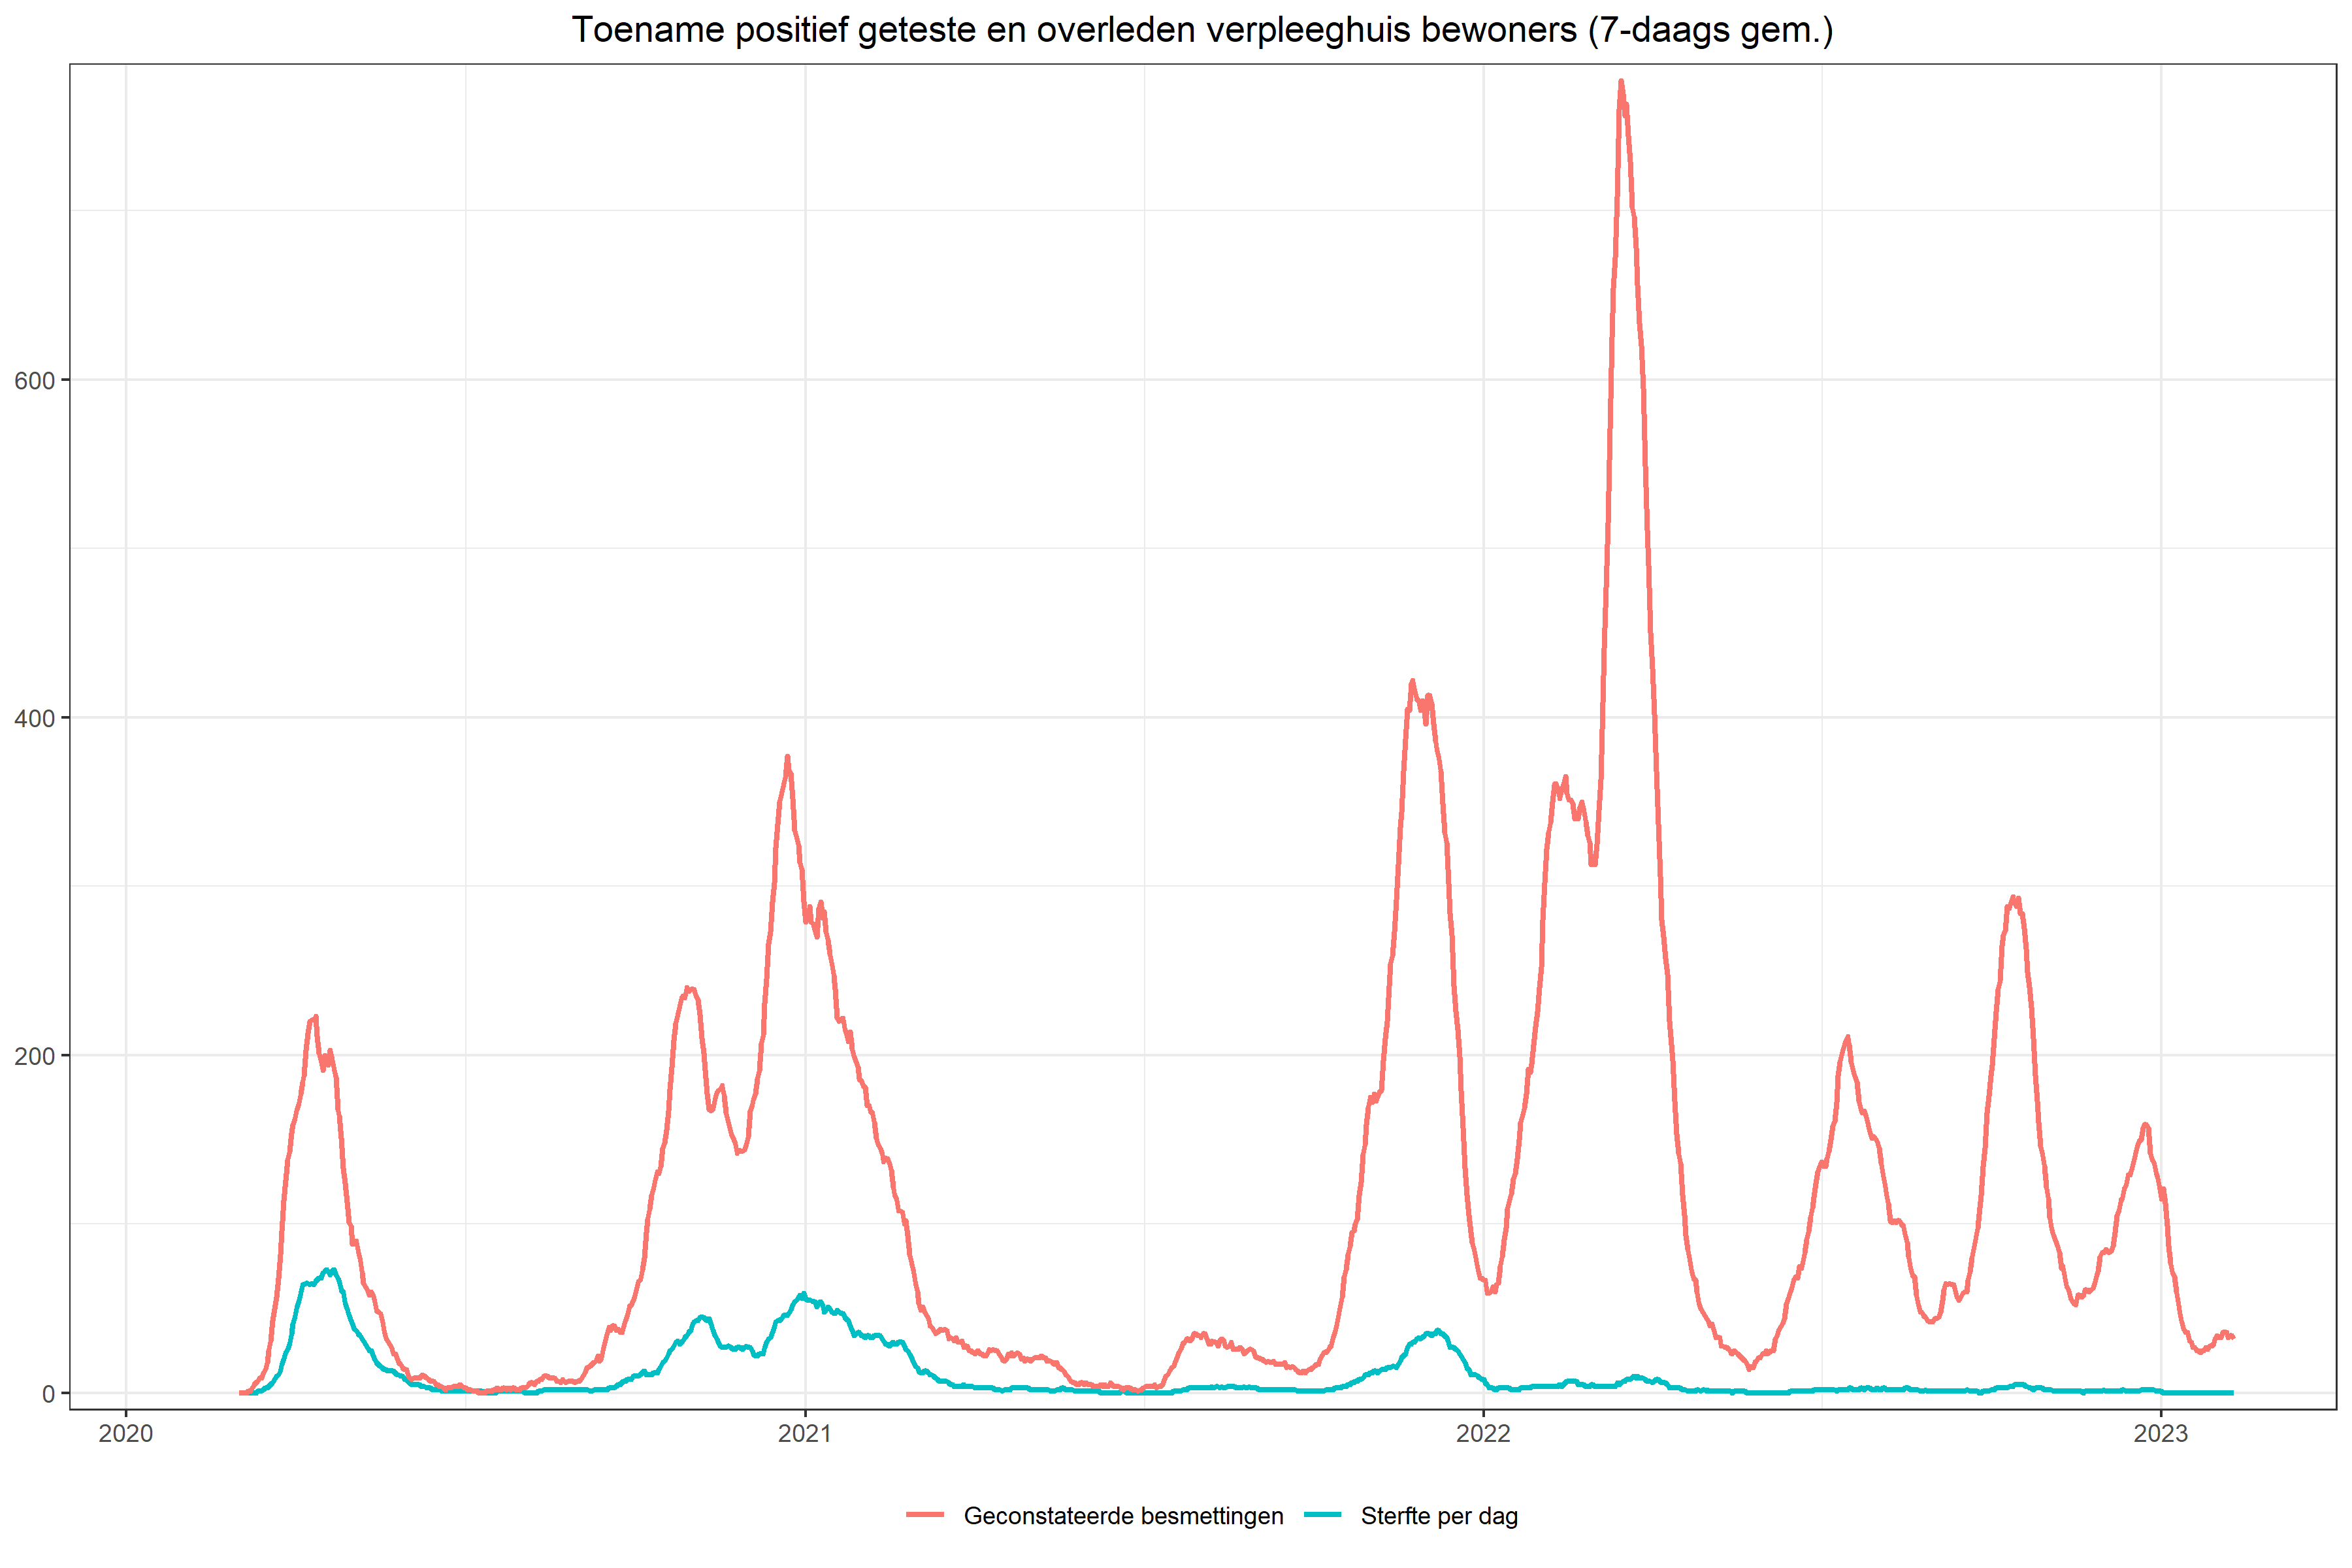 Toename positief geteste en overleden verpleeghuis bewoners (7-daags gem.)
600
400
200
0
2020 2021 2022 2023
Geconstateerde besmettingen Sterfte per dag